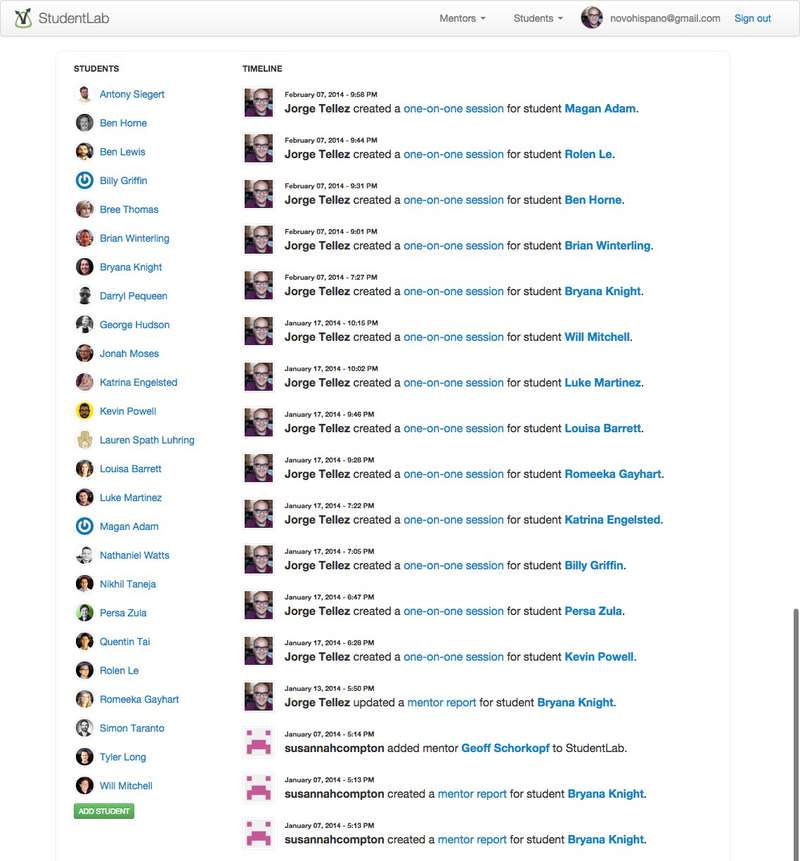 StudentLab
Mentors
Students
novohispano@gmail.com
Sign out
STUDENTS
Antony Siegert
Ben Horne
Ben Lewis
Billy Griffin
Bree Thomas
Brian Winterling
Bryana Knight
Darryl Pequeen
George Hudson
Jonah Moses
Katrina Engelsted
Kevin Powell
Lauren Spath Luhring
Louisa Barrett
Luke Martinez
Magan Adam
Nathaniel Watts
Nikhil Taneja
Persa Zula
Quentin Tai
Rolen Le
Romeeka Gayhart
Simon Taranto
Tyler Long
Will Mitchell
ADD STUDENT
TIMELINE
February 07, 2014 - 9:58 PM
Jorge Tellez created a one-on-one session for student Magan Adam.
February 07, 2014 - 9:44 PM
Jorge Tellez created a one-on-one session for student Rolen Le.
February 07, 2014 - 9:31 PM
Jorge Tellez created a one-on-one session for student Ben Horne.
February 07, 2014 - 9:01 PM
Jorge Tellez created a one-on-one session for student Brian Winterling.
February 07, 2014 - 7:27 PM
Jorge Tellez created a one-on-one session for student Bryana Knight.
January 17, 2014 - 10:15 PM
Jorge Tellez created a one-on-one session for student Will Mitchell.
January 17, 2014 - 10:02 PM
Jorge Tellez created a one-on-one session for student Luke Martinez.
January 17, 2014 - 9:46 PM
Jorge Tellez created a one-on-one session for student Louisa Barrett.
January 17, 2014 - 9:28 PM
Jorge Tellez created a one-on-one session for student Romeeka Gayhart.
January 17, 2014 - 7:22 PM
Jorge Tellez created a one-on-one session for student Katrina Engelsted.
January 17, 2014 - 7:05 PM
Jorge Tellez created a one-on-one session for student Billy Griffin.
January 17, 2014 - 6:47 PM
Jorge Tellez created a one-on-one session for student Persa Zula.
January 17, 2014 - 6:28 PM
Jorge Tellez created a one-on-one session for student Kevin Powell.
January 13, 2014 - 5:50 PM
Jorge Tellez updated a mentor report for student Bryana Knight.
January 07, 2014 - 5:14 PM
susannahcompton added mentor Geoff Schorkopf to StudentLab.
January 07, 2014 - 5:13 PM
susannahcompton created a mentor report for student Bryana Knight.
January 07, 2014 - 5:13 PM
susannahcompton created a mentor report for student Bryana Knight.